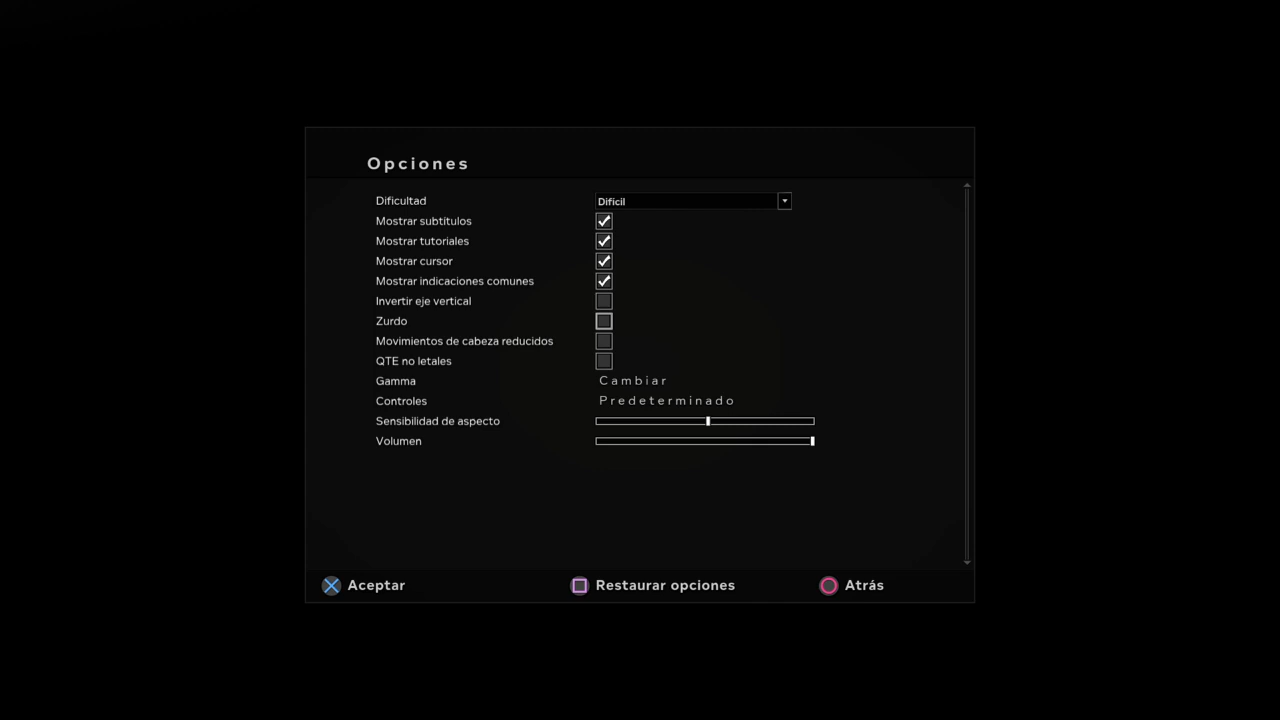 Opciones
Dificultad Difícil
Mostrar subtítulos
Mostrar tutoriales
Mostrar cursor
Mostrar indicaciones comunes
Invertir eje vertical
Zurdo
Movimientos de cabeza reducidos
QTE no letales
Gamma Cambiar
Controles Predeterminado
Sensibilidad de aspecto
Volumen
Aceptar Restaurar opciones Atrás